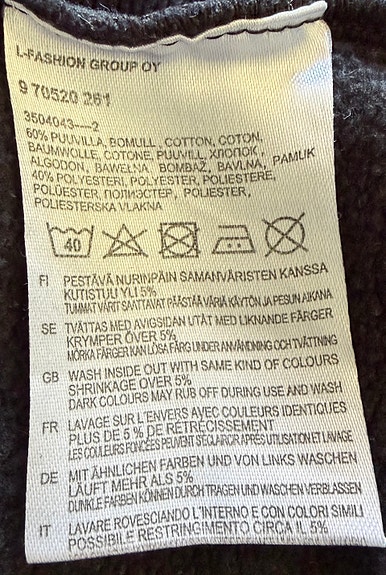 L-FASHION GROUP OY
9 70520 261
3504043----2
60% PUUVILLA, BOMULL, COTTON, COTON,
BAUMWOLLE, COTONE, PUUVILL, ХЛОПОК,
ALGODON, BAWEŁNA, BOMBAŽ, BAVLNA, PAMUK
40% POLYESTERI, POLYESTER, POLIESTERE,
POLÜESTER, ПОЛИЭСТЕР, POLIESTER,
POLIESTERSKA VLAKNA
40
FI PESTÄVÄ NURINPÄIN SAMANVÄRISTEN KANSSA
KUTISTUU YLI 5%
TUMMAT VÄRIT SAATTAVAT PÄÄSTÄÄ VÄRIÄ KÄYTÖN JA PESUN AIKANA
SE TVÄTTAS MED AVIGSIDAN UTÅT MED LIKNANDE FÄRGER
KRYMPER ÖVER 5%
MÖRKA FÄRGER KAN LÖSA FÄRG UNDER ANVÄNDNING OCH TVÄTTNING
GB WASH INSIDE OUT WITH SAME KIND OF COLOURS
SHRINKAGE OVER 5%
DARK COLOURS MAY RUB OFF DURING USE AND WASH
FR LAVAGE SUR L'ENVERS AVEC COULEURS IDENTIQUES
PLUS DE 5 % DE RÉTRÉCISSEMENT
LES COULEURS FONCÉES PEUVENT S'ÉCLAIRCIR APRÉS UTILISATION ET LAVAGE
DE MIT ÄHNLICHEN FARBEN UND VON LINKS WASCHEN
LÄUFT MEHR ALS 5%
DUNKLE FARBEN KÖNNEN DURCH TRAGEN UND WASCHEN VERBLASSEN
IT LAVARE ROVESCIANDO L'INTERNO E CON COLORI SIMILI
POSSIBILE RESTRINGIMENTO CIRCA IL 5%